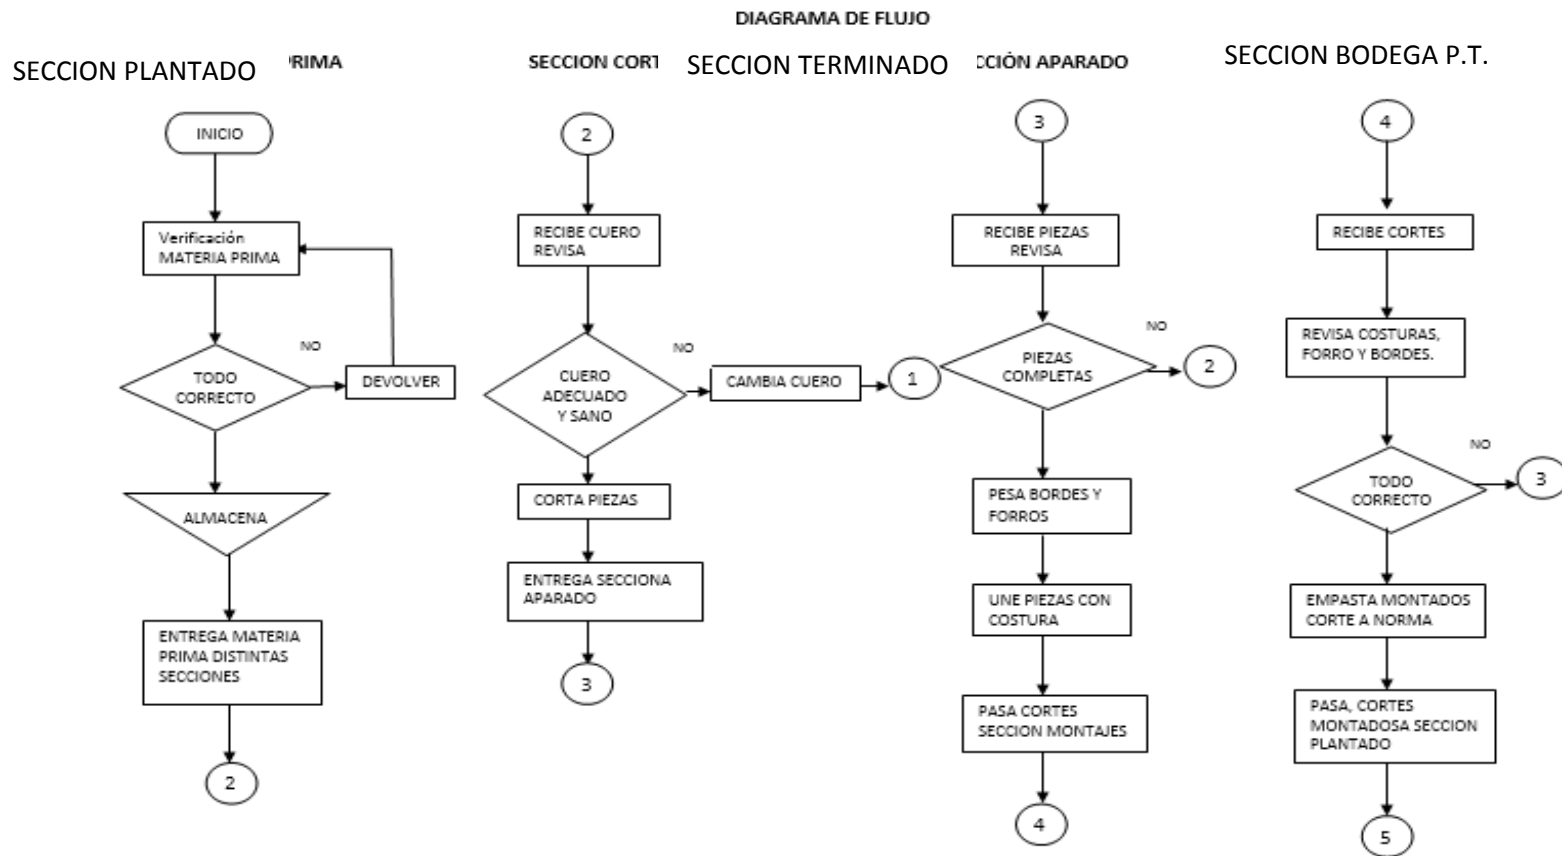 DIAGRAMA DE FLUJO
SECCION PLANTADO
RIMA
SECCION CORT
SECCION TERMINADO
CCIÓN APARADO
SECCION BODEGA P.T.
INICIO
Verificación
MATERIA PRIMA
TODO
CORRECTO
NO
DEVOLVER
ALMACENA
ENTREGA MATERIA
PRIMA DISTINTAS
SECCIONES
2
2
RECIBE CUERO
REVISA
CUERO
ADECUADO
Y SANO
NO
CAMBIA CUERO
1
CORTA PIEZAS
ENTREGA SECCIONA
APARADO
3
3
RECIBE PIEZAS
REVISA
PIEZAS
COMPLETAS
NO
2
PESA BORDES Y
FORROS
UNE PIEZAS CON
COSTURA
PASA CORTES
SECCION MONTAJES
4
4
RECIBE CORTES
REVISA COSTURAS,
FORRO Y BORDES.
TODO
CORRECTO
NO
3
EMPASTA MONTADOS
CORTE A NORMA
PASA, CORTES
MONTADOSA SECCION
PLANTADO
5